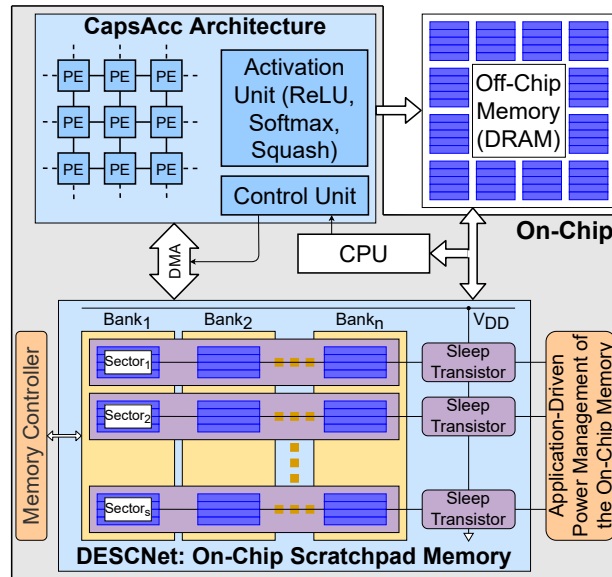 CapsAcc Architecture
PE PE PE
PE PE PE
PE PE PE
Activation
Unit (ReLU,
Softmax,
Squash)
Control Unit
Off-Chip
Memory
(DRAM)
On-Chip
DMA
CPU
Bank1
Bank2
Bankn
VDD
Sector1
Sector2
Sectors
Sleep
Transistor
Sleep
Transistor
Sleep
Transistor
Memory Controller
Application-Driven
Power Management of
the On-Chip Memory
DESCNet: On-Chip Scratchpad Memory